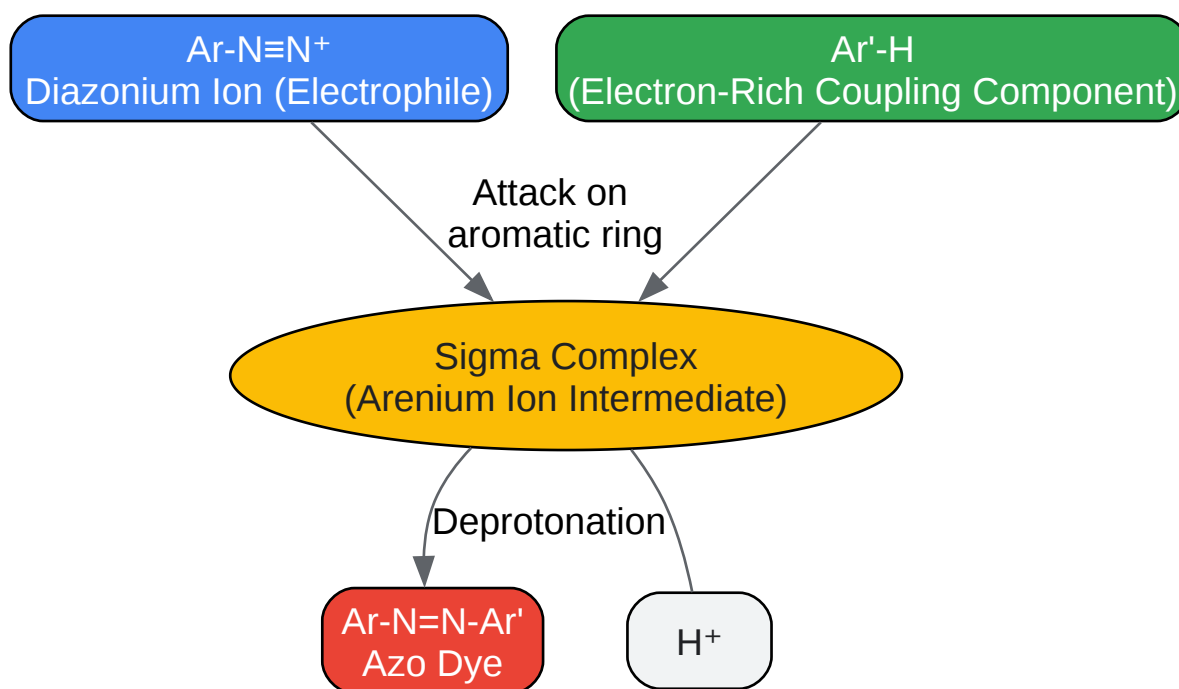 Ar-N≡N⁺
Diazonium Ion (Electrophile)
Ar'-H
(Electron-Rich Coupling Component)
Attack on
aromatic ring
Sigma Complex
(Arenium Ion Intermediate)
Deprotonation
Ar-N=N-Ar'
Azo Dye
H⁺